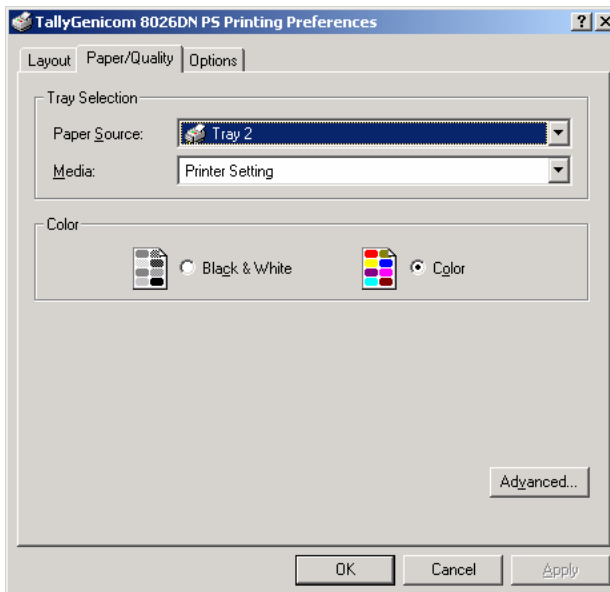 TallyGenicom 8026DN PS Printing Preferences
Layout Paper/Quality Options
Tray Selection
Paper Source: Tray 2
Media: Printer Setting
Color
Black & White Color
Advanced...
OK Cancel Apply